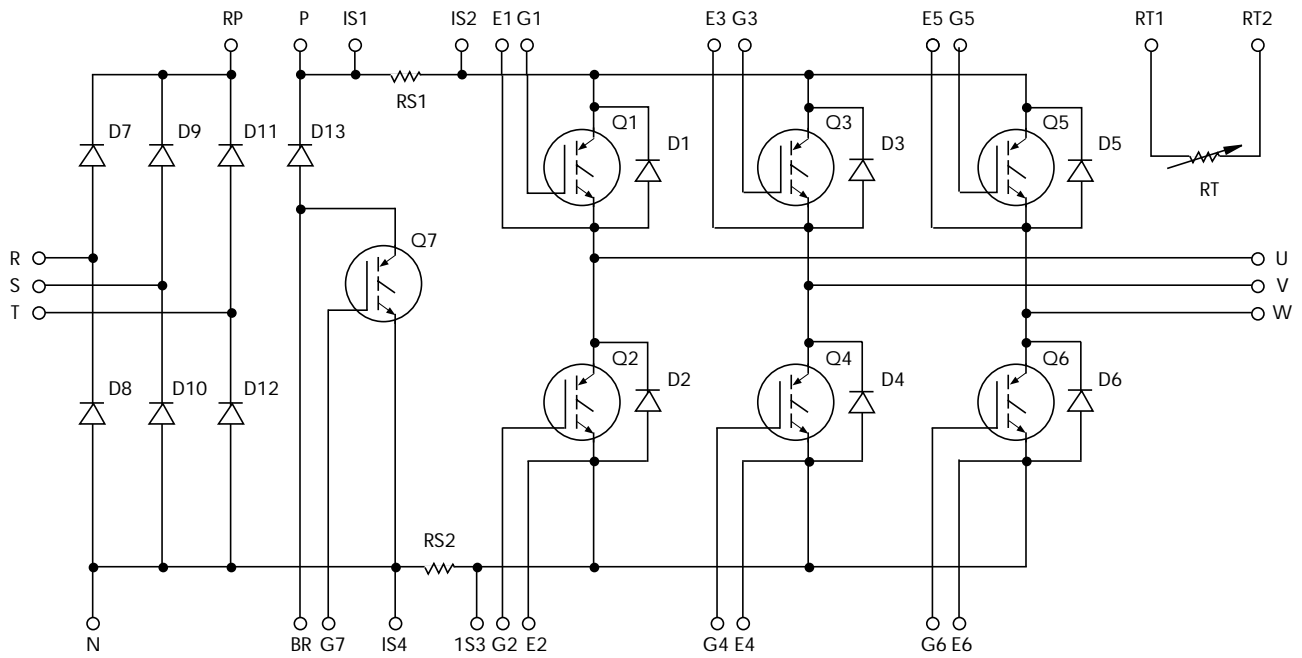 RP P IS1 IS2 E1 G1 E3 G3 E5 G5 RT1 RT2
RS1
D7 D9 D11 D13 Q1 D1 Q3 D3 Q5 D5
RT
Q7
R U
S V
T W
D8 D10 D12 Q2 D2 Q4 D4 Q6 D6
RS2
N BR G7 IS4 1S3 G2 E2 G4 E4 G6 E6